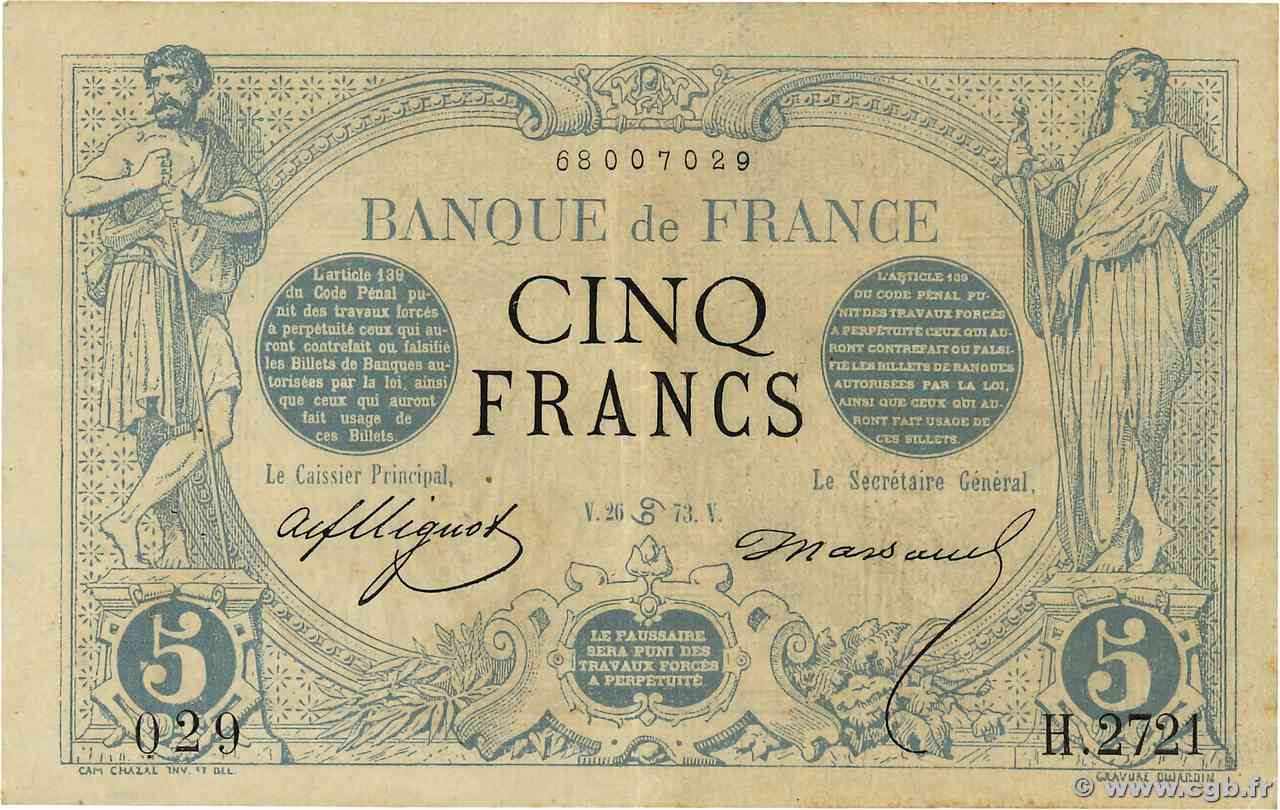 68007029
BANQUE de FRANCE
CINQ
FRANCS
L'article 139
du Code Pénal pu-
nit des travaux forcés
à perpétuité ceux qui au-
ront contrefait ou falsifié
les Billets de Banques au-
torisées par la loi, ainsi
que ceux qui auront
fait usage de
ces Billets.
L'ARTICLE 139
DU CODE PÉNAL PU-
NIT DES TRAVAUX FORCÉS
A PERPÉTUITÉ CEUX QUI AU-
RONT CONTREFAIT OU FALSI-
FIÉ LES BILLETS DE BANQUES
AUTORISÉES PAR LA LOI,
AINSI QUE CEUX QUI AU-
RONT FAIT USAGE DE
CES BILLETS.
Le Caissier Principal,
Le Secrétaire Général,
V. 26 73. V.
Mignot
Marsaud
LE FAUSSAIRE
SERA PUNI DES
TRAVAUX FORCÉS
A PERPÉTUITÉ
5
5
029
H.2721
CAM CHAZAL INV. ET DEL.
GRAVURE DUJARDIN
© www.cgb.fr